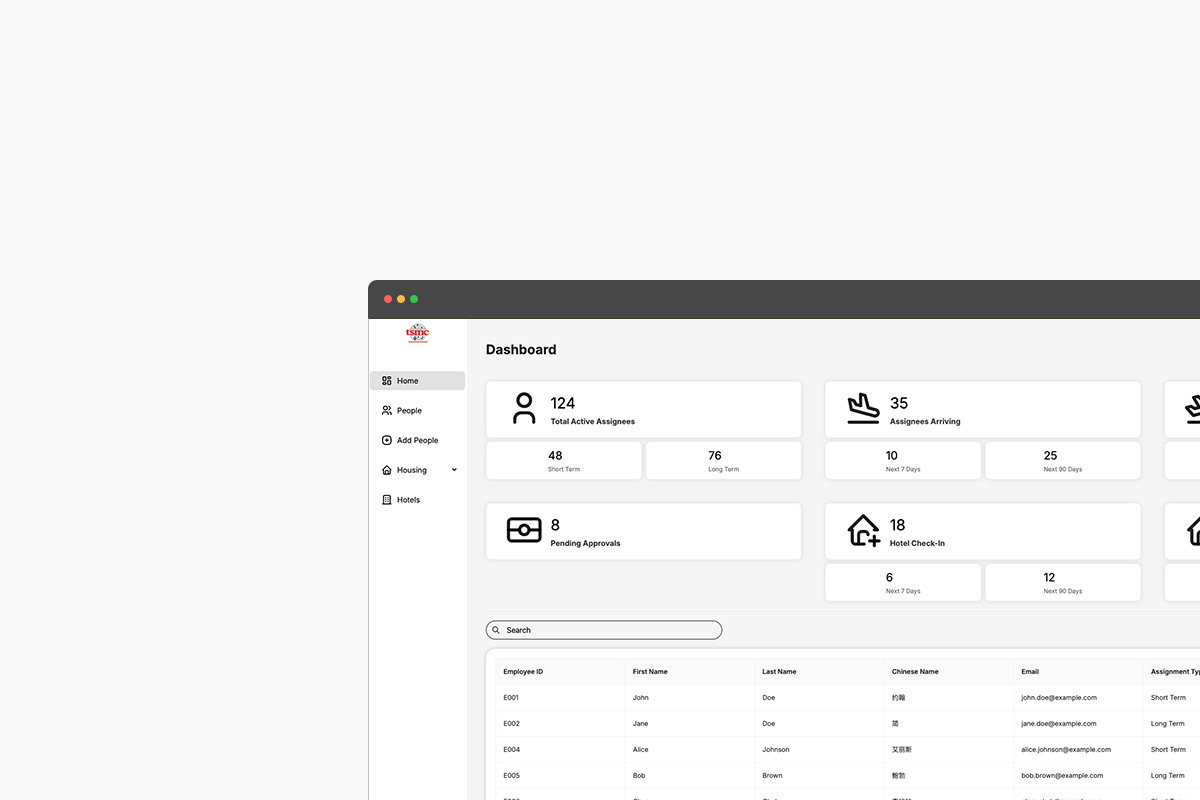 tsmc
Dashboard
Home
People
Add People
Housing
Hotels
124
Total Active Assignees
35
Assignees Arriving
48
Short Term
76
Long Term
10
Next 7 Days
25
Next 90 Days
8
Pending Approvals
18
Hotel Check-In
6
Next 7 Days
12
Next 90 Days
Search
Employee ID First Name Last Name Chinese Name Email Assignment Typ
E001 John Doe 约翰 john.doe@example.com Short Term
E002 Jane Doe 简 jane.doe@example.com Long Term
E004 Alice Johnson 艾丽斯 alice.johnson@example.com Short Term
E005 Bob Brown 鲍勃 bob.brown@example.com Long Term